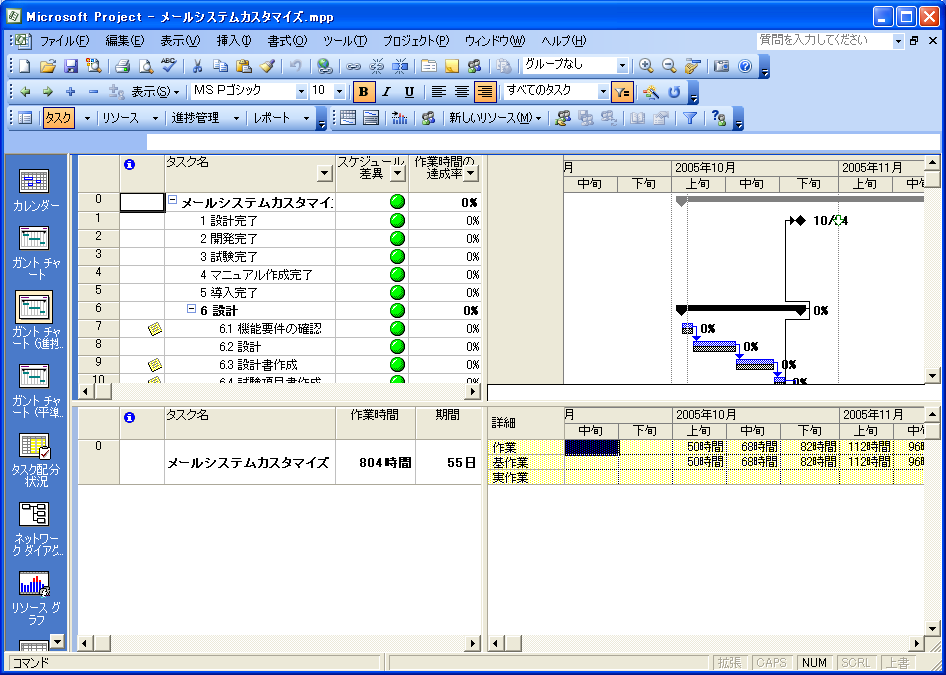 Microsoft Project - メールシステムカスタマイズ.mpp
ファイル(F) 編集(E) 表示(V) 挿入(I) 書式(O) ツール(T) プロジェクト(P) ウィンドウ(W) ヘルプ(H) 質問を入力してください
グループなし
表示(S) MS Pゴシック 10 B I U すべてのタスク
タスク リソース 進捗管理 レポート 新しいリソース(M)
カレンダー
ガント チャート
ガント チャート (進捗..
ガント チャート (平準..
タスク配分状況
ネットワーク ダイアグ..
リソース グラフ
タスク名 スケジュール差異 作業時間の達成率
月 2005年10月 2005年11月
中旬 下旬 上旬 中旬 下旬 上旬 中旬
0 メールシステムカスタマイズ 0%
1 1 設計完了 0% 10/24
2 2 開発完了 0%
3 3 試験完了 0%
4 4 マニュアル作成完了 0%
5 5 導入完了 0%
6 6 設計 0% 0%
7 6.1 機能要件の確認 0% 0%
8 6.2 設計 0% 0%
9 6.3 設計書作成 0% 0%
10 6.4 試験項目書作成 0% 0%
タスク名 作業時間 期間
0 メールシステムカスタマイズ 804時間 55日
詳細 月 2005年10月 2005年11月
中旬 下旬 上旬 中旬 下旬 上旬 中旬
作業 50時間 68時間 82時間 112時間 96時
基作業 50時間 68時間 82時間 112時間 96時
実作業
コマンド 拡張 CAPS NUM SCRL 上書